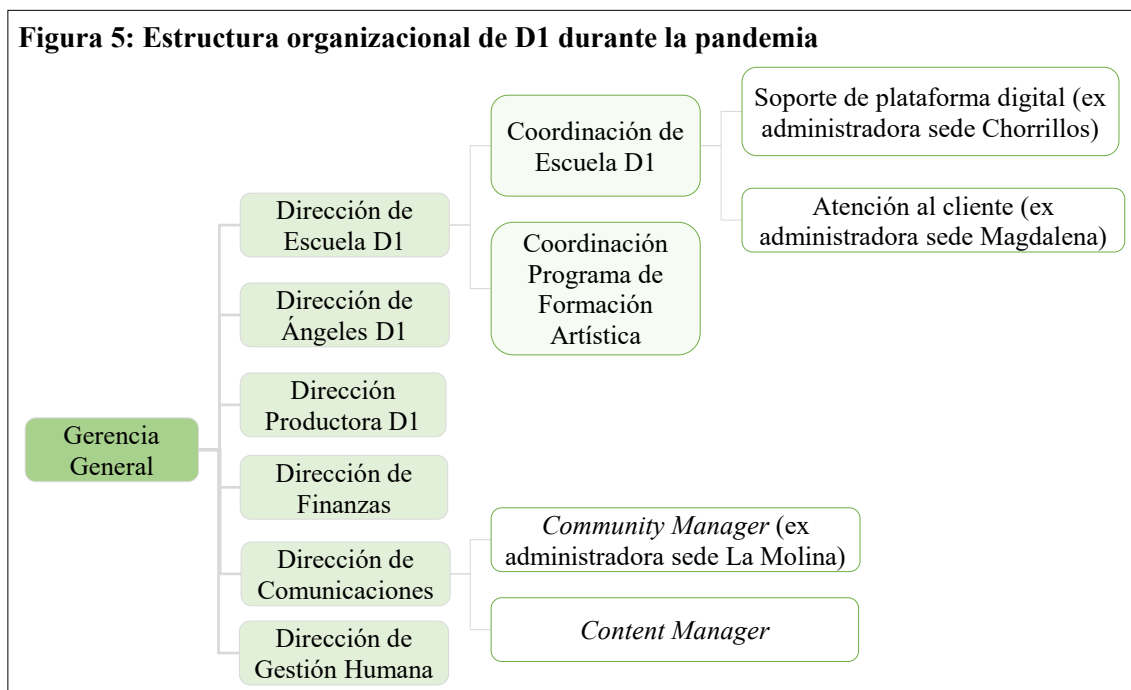 Figura 5: Estructura organizacional de D1 durante la pandemia
Gerencia
General
Dirección de
Escuela D1
Coordinación de
Escuela D1
Soporte de plataforma digital (ex
administradora sede Chorrillos)
Atención al cliente (ex
administradora sede Magdalena)
Coordinación
Programa de
Formación
Artística
Dirección de
Ángeles D1
Dirección
Productora D1
Dirección de
Finanzas
Dirección de
Comunicaciones
Community Manager (ex
administradora sede La Molina)
Content Manager
Dirección de
Gestión Humana